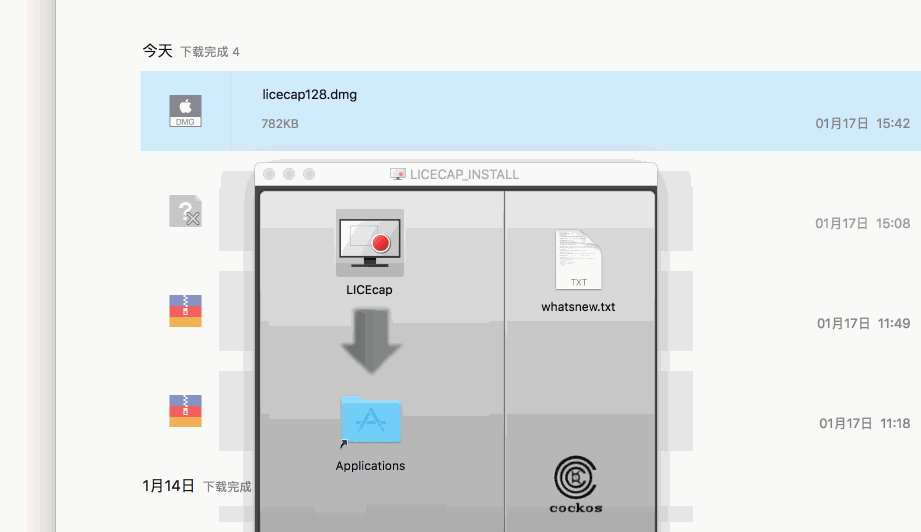 今天 下载完成 4
licecap128.dmg
DMG
782KB
01月17日 15:42
LICECAP_INSTALL
?
01月17日 15:08
LICEcap
TXT
whatsnew.txt
01月17日 11:49
01月17日 11:18
Applications
1月14日 下载完成
cockos